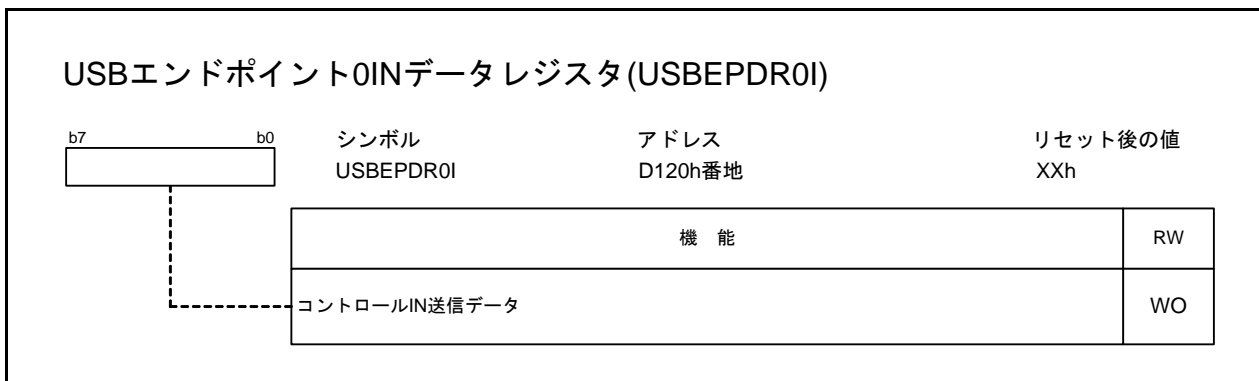 USBエンドポイント0INデータレジスタ(USBEPDR0I)
b7 b0 シンボル アドレス リセット後の値
USBEPDR0I D120h番地 XXh
機 能 RW
コントロールIN送信データ WO